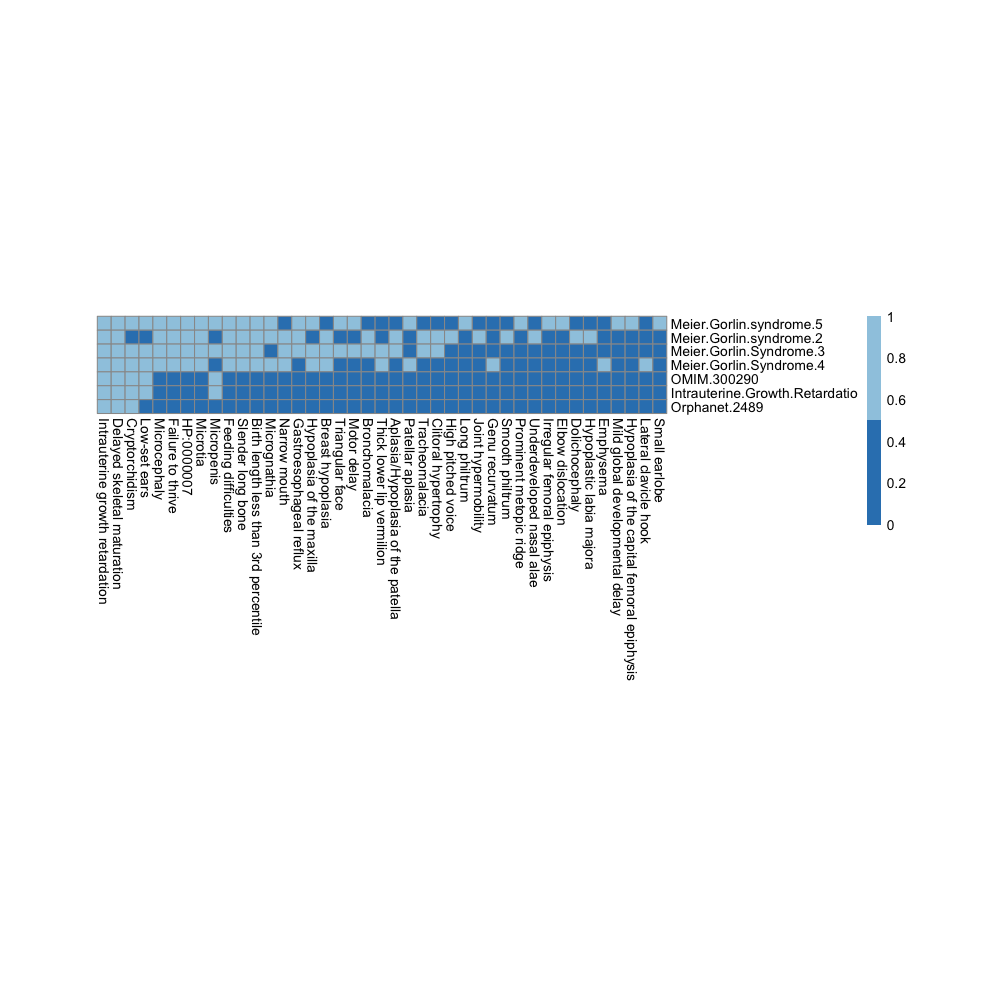 Meier.Gorlin.syndrome.5
Meier.Gorlin.syndrome.2
Meier.Gorlin.Syndrome.3
Meier.Gorlin.Syndrome.4
OMIM.300290
Intrauterine.Growth.Retardatio
Orphanet.2489
1
0.8
0.6
0.4
0.2
0
Intrauterine growth retardation
Delayed skeletal maturation
Cryptorchidism
Low-set ears
Microcephaly
Failure to thrive
HP:0000007
Microtia
Micropenis
Feeding difficulties
Slender long bone
Birth length less than 3rd percentile
Micrognathia
Narrow mouth
Gastroesophageal reflux
Hypoplasia of the maxilla
Breast hypoplasia
Triangular face
Motor delay
Bronchomalacia
Thick lower lip vermilion
Aplasia/Hypoplasia of the patella
Patellar aplasia
Tracheomalacia
Clitoral hypertrophy
High pitched voice
Long philtrum
Joint hypermobility
Genu recurvatum
Smooth philtrum
Prominent metopic ridge
Underdeveloped nasal alae
Irregular femoral epiphysis
Elbow dislocation
Dolichocephaly
Hypoplastic labia majora
Emphysema
Mild global developmental delay
Hypoplasia of the capital femoral epiphysis
Lateral clavicle hook
Small earlobe